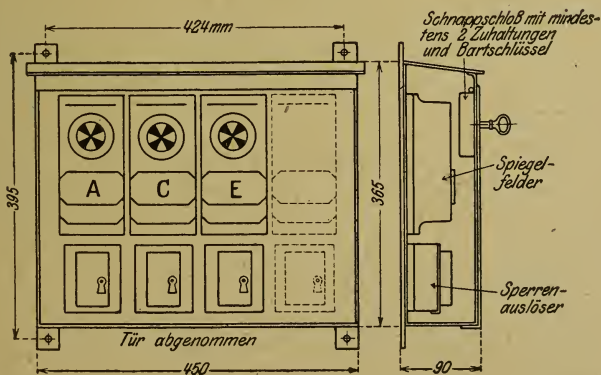 424mm
Schnappschloß mit mindes-
tens 2 Zuhaltungen
und Bartschlüssel
395
A C E
365
Spiegel-
felder
Sperren-
auslöser
Tür abgenommen
450
90